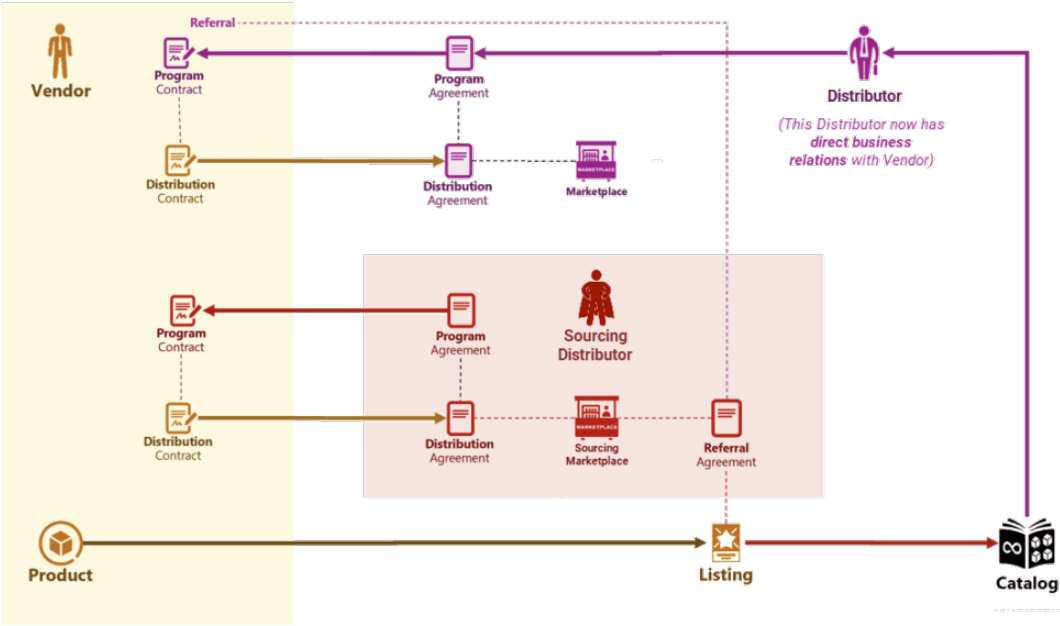 Referral
Vendor
Program
Contract
Program
Agreement
Distributor
(This Distributor now has
direct business
relations with Vendor)
Distribution
Contract
Distribution
Agreement
MARKETPLACE
Marketplace
Program
Contract
Program
Agreement
Sourcing
Distributor
Distribution
Contract
Distribution
Agreement
MARKETPLACE
Sourcing
Marketplace
Referral
Agreement
Product
Listing
Catalog